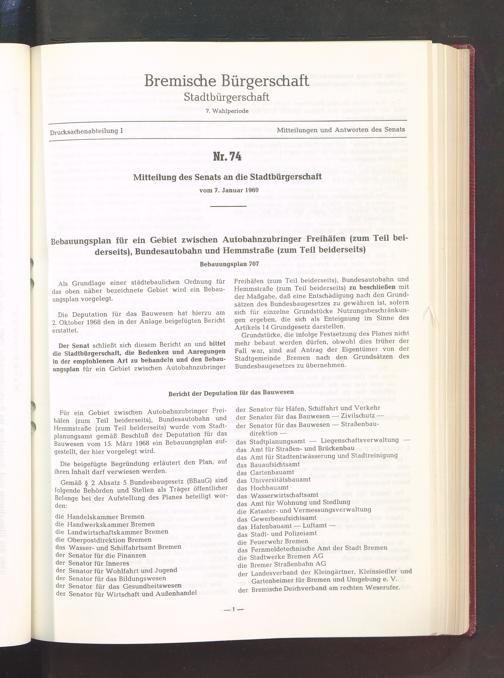 Bremische Bürgerschaft
Stadtbürgerschaft
7. Wahlperiode
Drucksachenabteilung I
Mitteilungen und Antworten des Senats
Nr. 74
Mitteilung des Senats an die Stadtbürgerschaft
vom 7. Januar 1969
Bebauungsplan für ein Gebiet zwischen Autobahnzubringer Freihäfen (zum Teil bei-
derseits), Bundesautobahn und Hemmstraße (zum Teil beiderseits)
Bebauungsplan 707
Als Grundlage einer städtebaulichen Ordnung für
das oben näher bezeichnete Gebiet wird ein Bebau-
ungsplan vorgelegt.
Die Deputation für das Bauwesen hat hierzu am
2. Oktober 1968 den in der Anlage beigefügten Bericht
erstattet.
Der Senat schließt sich diesem Bericht an und bittet
die Stadtbürgerschaft, die Bedenken und Anregungen
in der empfohlenen Art zu behandeln und den Bebau-
ungsplan für ein Gebiet zwischen Autobahnzubringer
Freihäfen (zum Teil beiderseits), Bundesautobahn und
Hemmstraße (zum Teil beiderseits) zu beschließen mit
der Maßgabe, daß eine Entschädigung nach den Grund-
sätzen des Bundesbaugesetzes zu gewähren ist, sofern
sich für einzelne Grundstücke Nutzungsbeschränkun-
gen ergeben, die sich als Enteignung im Sinne des
Artikels 14 Grundgesetz darstellen.
Grundstücke, die infolge Festsetzung des Planes nicht
mehr bebaut werden dürfen, obwohl dies früher der
Fall war, sind auf Antrag der Eigentümer von der
Stadtgemeinde Bremen nach den Grundsätzen des
Bundesbaugesetzes zu übernehmen.
Bericht der Deputation für das Bauwesen
Für ein Gebiet zwischen Autobahnzubringer Frei-
häfen (zum Teil beiderseits), Bundesautobahn und
Hemmstraße (zum Teil beiderseits) wurde vom Stadt-
planungsamt gemäß Beschluß der Deputation für das
Bauwesen vom 15. März 1968 ein Bebauungsplan auf-
gestellt, der hier vorgelegt wird.
Die beigefügte Begründung erläutert den Plan, auf
ihren Inhalt darf verwiesen werden.
Gemäß § 2 Absatz 5 Bundesbaugesetz (BBauG) sind
folgende Behörden und Stellen als Träger öffentlicher
Belange bei der Aufstellung des Planes beteiligt wor-
den:
die Handelskammer Bremen
die Handwerkskammer Bremen
die Landwirtschaftskammer Bremen
die Oberpostdirektion Bremen
das Wasser- und Schiffahrtsamt Bremen
der Senator für die Finanzen
der Senator für Inneres
der Senator für Wohlfahrt und Jugend
der Senator für das Bildungswesen
der Senator für das Gesundheitswesen
der Senator für Wirtschaft und Außenhandel
der Senator für Häfen, Schiffahrt und Verkehr
der Senator für das Bauwesen — Zivilschutz —
der Senator für das Bauwesen — Straßenbau-
direktion —
das Stadtplanungsamt — Liegenschaftsverwaltung —
das Amt für Straßen- und Brückenbau
das Amt für Stadtentwässerung und Stadtreinigung
das Bauaufsichtsamt
das Gartenbauamt
das Universitätsbauamt
das Hochbauamt
das Wasserwirtschaftsamt
das Amt für Wohnung und Siedlung
die Kataster- und Vermessungsverwaltung
das Gewerbeaufsichtsamt
das Hafenbauamt — Luftamt —
das Stadt- und Polizeiamt
die Feuerwehr Bremen
das Fernmeldetechnische Amt der Stadt Bremen
die Stadtwerke Bremen AG
die Bremer Straßenbahn AG
der Landesverband der Kleingärtner, Kleinsiedler und
Gartenheimer für Bremen und Umgebung e. V.
der Bremische Deichverband am rechten Weserufer.
— 1 —